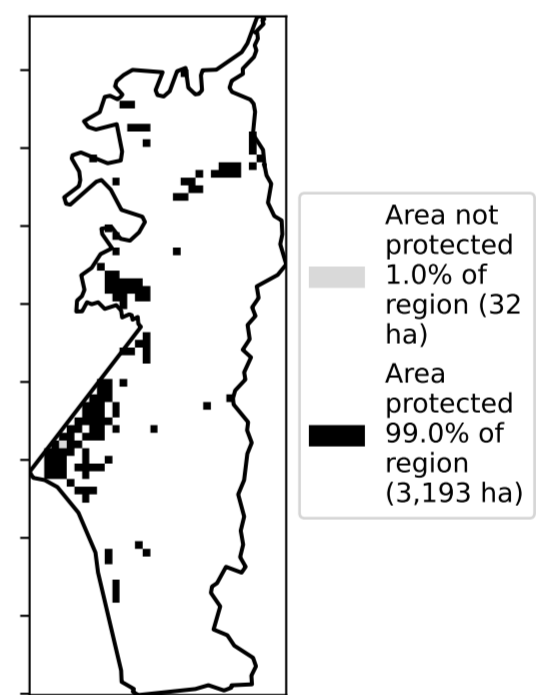 Area not
protected
1.0% of
region (32
ha)
Area
protected
99.0% of
region
(3,193 ha)